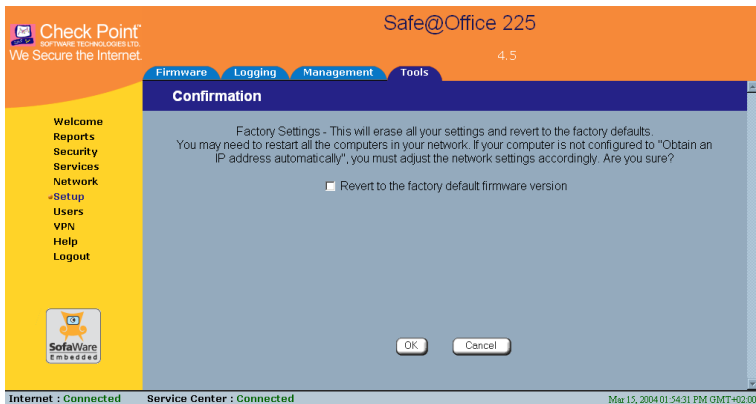 Check Point™
SOFTWARE TECHNOLOGIES LTD.
We Secure the Internet.
Safe@Office 225
4.5
Firmware
Logging
Management
Tools
Confirmation
Welcome
Reports
Security
Services
Network
Setup
Users
VPN
Help
Logout
Factory Settings - This will erase all your settings and revert to the factory defaults.
You may need to restart all the computers in your network. If your computer is not configured to "Obtain an
IP address automatically", you must adjust the network settings accordingly. Are you sure?
Revert to the factory default firmware version
OK
Cancel
SofaWare
Embedded
Internet : Connected
Service Center : Connected
Mar 15, 2004 01:54:31 PM GMT+02:00